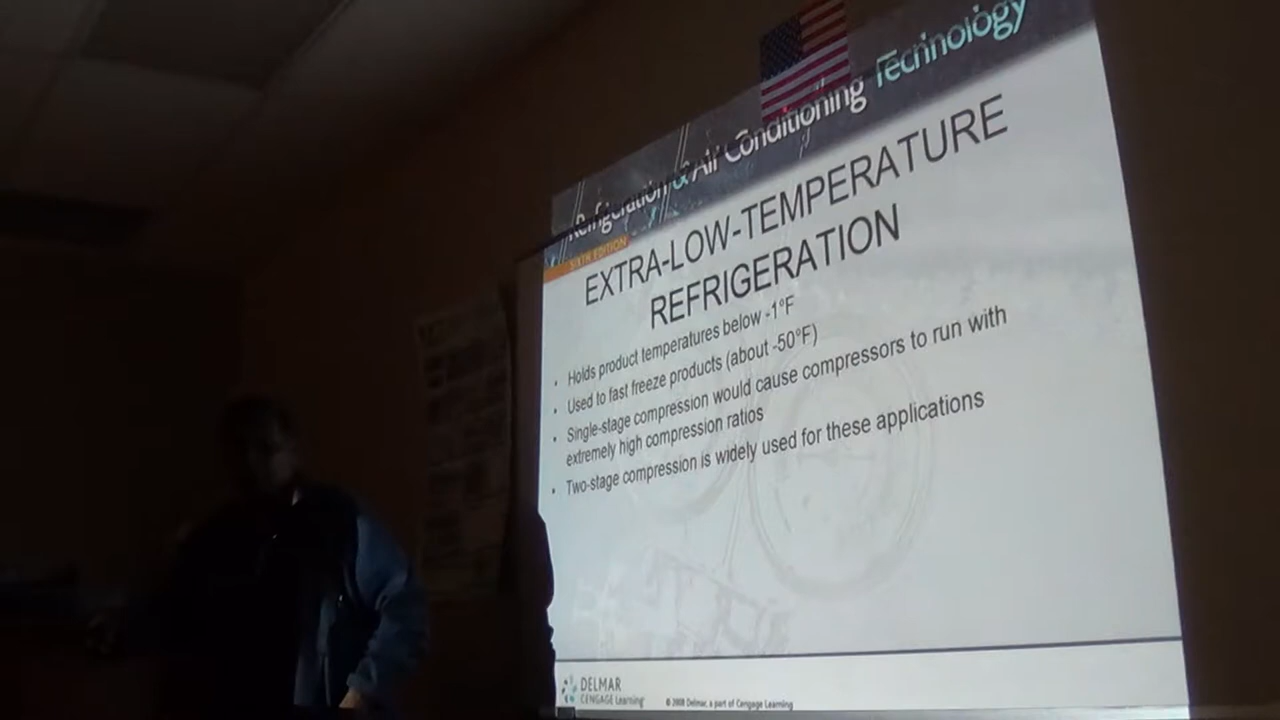 Refrigeration & Air Conditioning Technology
SIXTH EDITION
EXTRA-LOW-TEMPERATURE
REFRIGERATION
• Holds product temperatures below -1°F
• Used to fast freeze products (about -50°F)
• Single-stage compression would cause compressors to run with
extremely high compression ratios
• Two-stage compression is widely used for these applications
DELMAR
CENGAGE Learning
© 2008 Delmar, a part of Cengage Learning